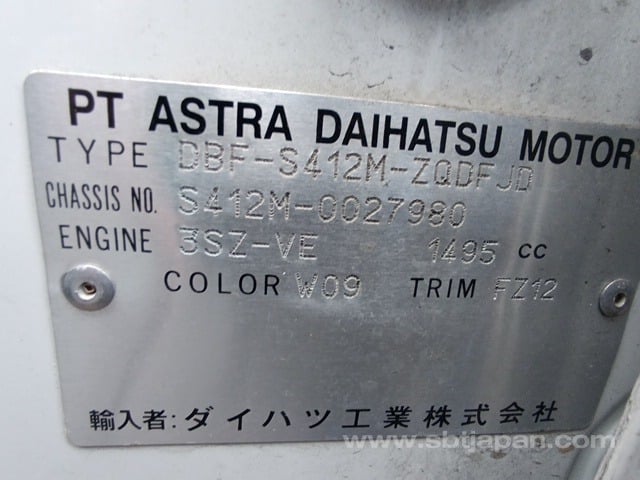 PT ASTRA DAIHATSU MOTOR
TYPE DBF-S412M-ZQDFJD
CHASSIS NO. S412M-0027980
ENGINE 3SZ-VE 1495 cc
COLOR W09 TRIM FZ12
輸入者: ダイハツ工業株式会社
www.sbtjapan.com